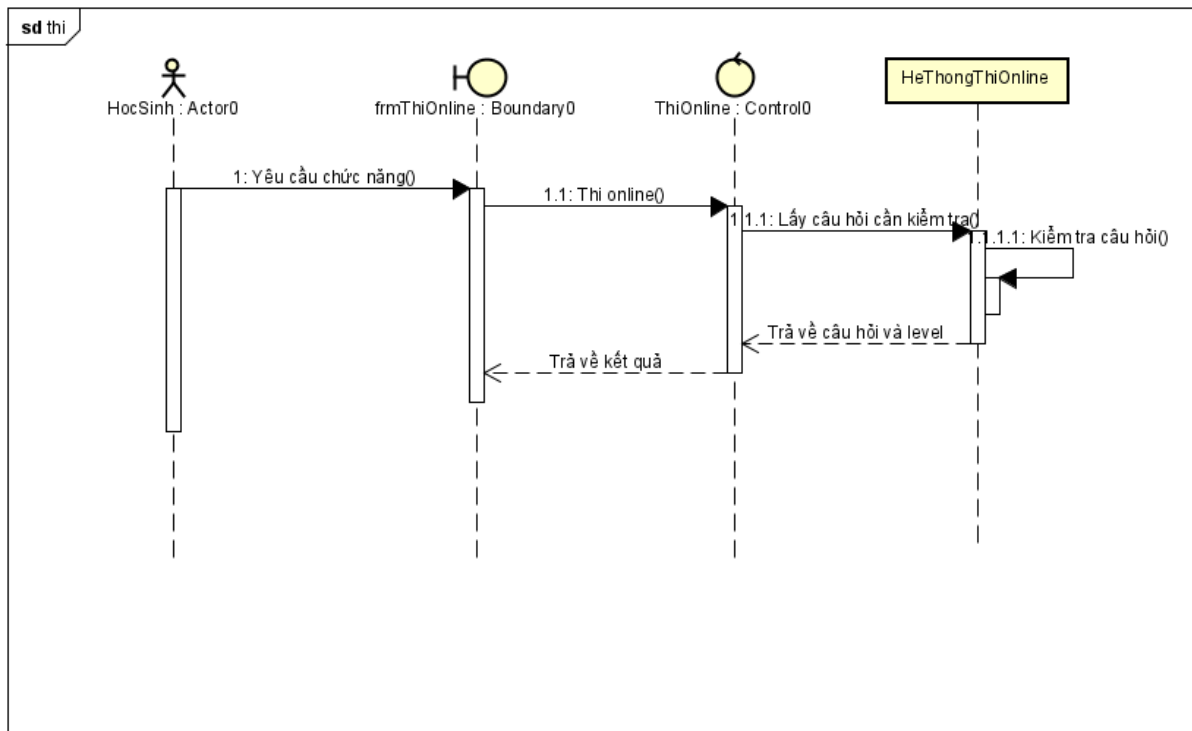 sd thi
HocSinh : Actor0
frmThiOnline : Boundary0
ThiOnline : Control0
HeThongThiOnline
1: Yêu cầu chức năng()
1.1: Thi online()
1.1.1: Lấy câu hỏi cần kiểm tra()
1.1.1.1: Kiểm tra câu hỏi()
Trả về câu hỏi và level
Trả về kết quả